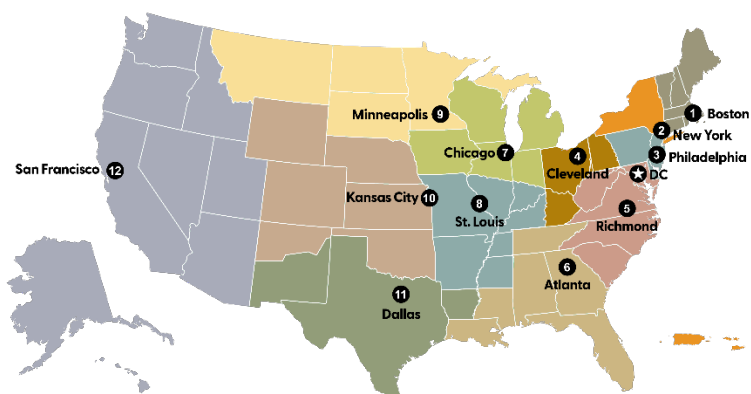 1 Boston
Minneapolis 9
2 New York
Chicago 7
4
Cleveland
3 Philadelphia
San Francisco 12
DC
Kansas City 10
8
St. Louis
5
Richmond
6
Atlanta
11
Dallas